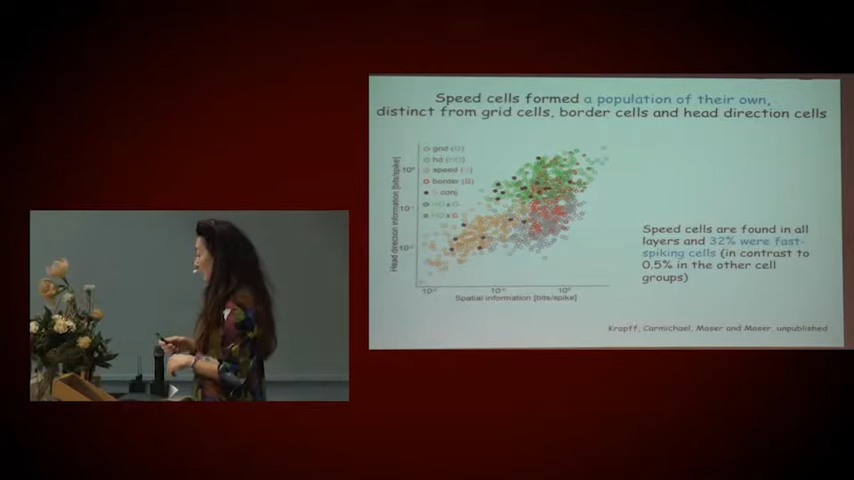 Speed cells formed a population of their own,
distinct from grid cells, border cells and head direction cells
grid
hd
speed
border (B)
conj
Head direction information [bits/spike]
Spatial information [bits/spike]
Speed cells are found in all
layers and 32% were fast-
spiking cells (in contrast to
0.5% in the other cell
groups)
Kropff, Carmichael, Moser and Moser, unpublished